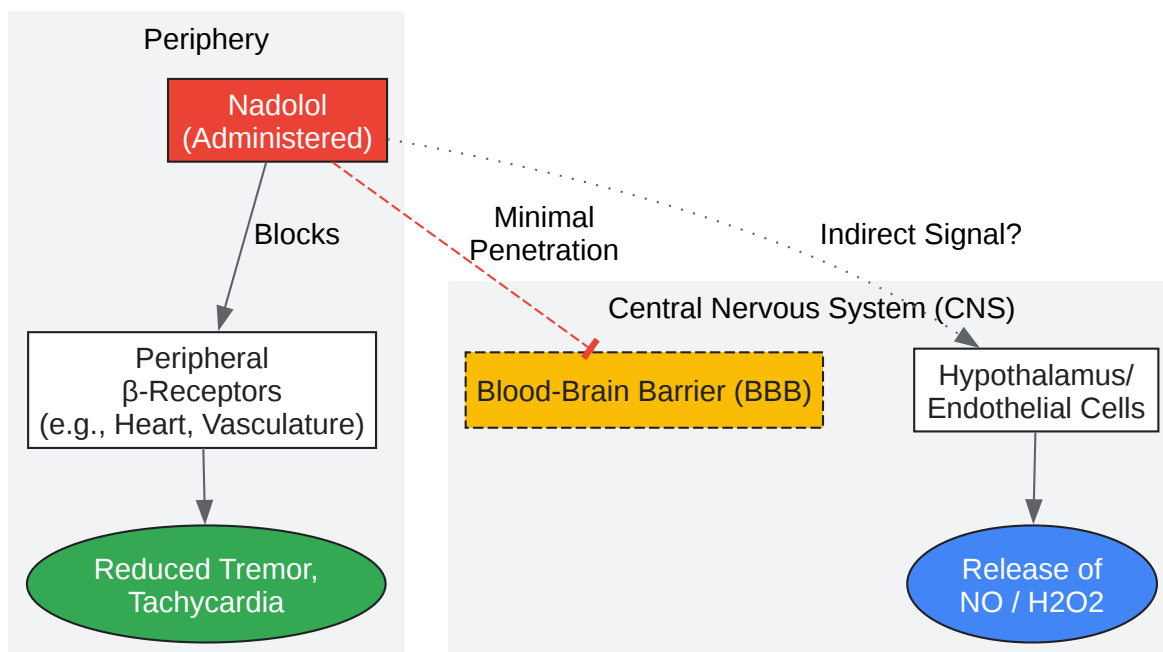 Periphery
Nadolol
(Administered)
Blocks
Minimal
Penetration
Indirect Signal?
Central Nervous System (CNS)
Peripheral
β-Receptors
(e.g., Heart, Vasculature)
Blood-Brain Barrier (BBB)
Hypothalamus/
Endothelial Cells
Reduced Tremor,
Tachycardia
Release of
NO / H2O2